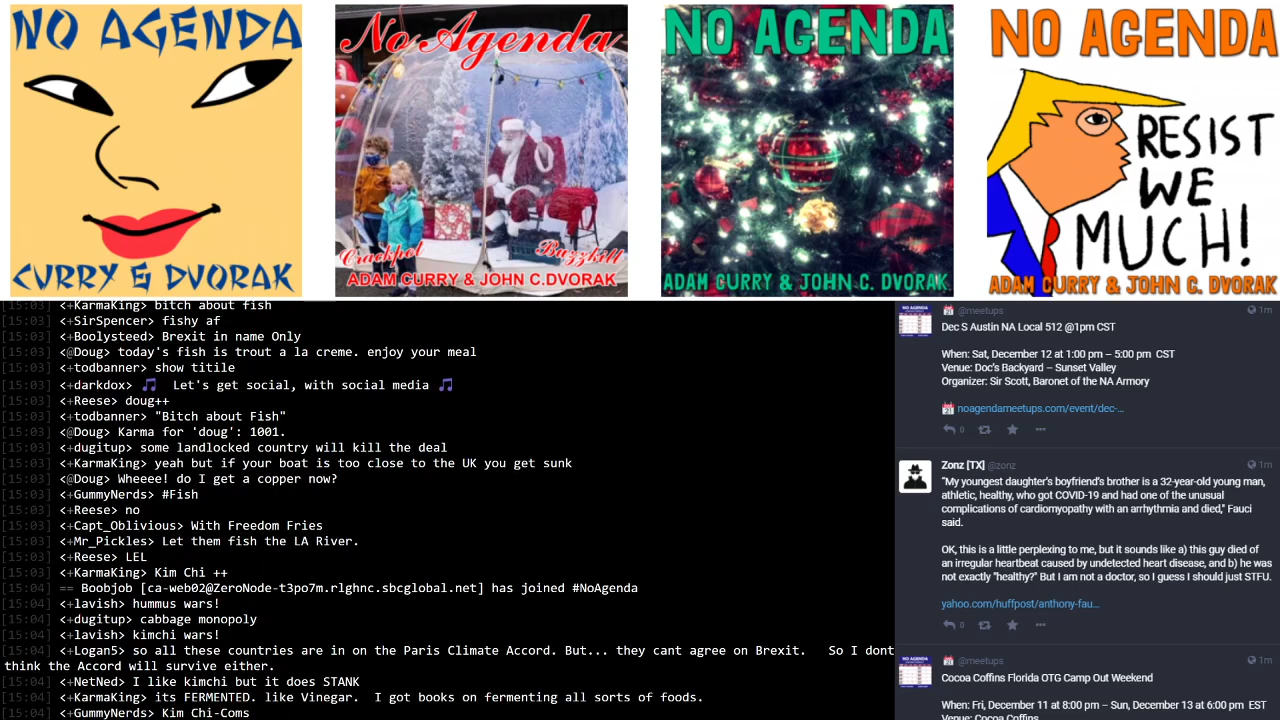 NO AGENDA
CURRY & DVORAK
No Agenda
Crackpot
Buzzkill
ADAM CURRY & JOHN C. DVORAK
NO AGENDA
ADAM CURRY & JOHN C. DVORAK
NO AGENDA
RESIST
WE
MUCH!
ADAM CURRY & JOHN C. DVORAK
[15:03] <+KarmaKing> bitch about fish
[15:03] <+SirSpencer> fishy af
[15:03] <+Boolysteed> Brexit in name Only
[15:03] <@Doug> today's fish is trout a la creme. enjoy your meal
[15:03] <+todbanner> show titile
[15:03] <+darkdox> 🎵 Let's get social, with social media 🎵
[15:03] <+Reese> doug++
[15:03] <+todbanner> "Bitch about Fish"
[15:03] <@Doug> Karma for 'doug': 1001.
[15:03] <+dugitup> some landlocked country will kill the deal
[15:03] <+KarmaKing> yeah but if your boat is too close to the UK you get sunk
[15:03] <@Doug> Wheeee! do I get a copper now?
[15:03] <+GummyNerds> #Fish
[15:03] <+Reese> no
[15:03] <+Capt_Oblivious> With Freedom Fries
[15:03] <+Mr_Pickles> Let them fish the LA River.
[15:03] <+Reese> LEL
[15:03] <+KarmaKing> Kim Chi ++
[15:04] == Boobjob [ca-web02@ZeroNode-t3po7m.rlghnc.sbcglobal.net] has joined #NoAgenda
[15:04] <+lavish> hummus wars!
[15:04] <+dugitup> cabbage monopoly
[15:04] <+lavish> kimchi wars!
[15:04] <+Logan5> so all these countries are in on the Paris Climate Accord. But... they cant agree on Brexit. So I dont
think the Accord will survive either.
[15:04] <+NetNed> I like kimchi but it does STANK
[15:04] <+KarmaKing> its FERMENTED. like Vinegar. I got books on fermenting all sorts of foods.
[15:04] <+GummyNerds> Kim Chi-Coms
@meetups 1m
Dec S Austin NA Local 512 @1pm CST
When: Sat, December 12 at 1:00 pm – 5:00 pm CST
Venue: Doc's Backyard – Sunset Valley
Organizer: Sir Scott, Baronet of the NA Armory
noagendameetups.com/event/dec-...
0
Zonz [TX] @zonz 1m
"My youngest daughter's boyfriend's brother is a 32-year-old young man,
athletic, healthy, who got COVID-19 and had one of the unusual
complications of cardiomyopathy with an arrhythmia and died," Fauci
said.
OK, this is a little perplexing to me, but it sounds like a) this guy died of
an irregular heartbeat caused by undetected heart disease, and b) he was
not exactly "healthy?" But I am not a doctor, so I guess I should just STFU.
yahoo.com/huffpost/anthony-fau...
0
@meetups 1m
Cocoa Coffins Florida OTG Camp Out Weekend
When: Fri, December 11 at 8:00 pm – Sun, December 13 at 6:00 pm EST
Venue: Cocoa Coffins